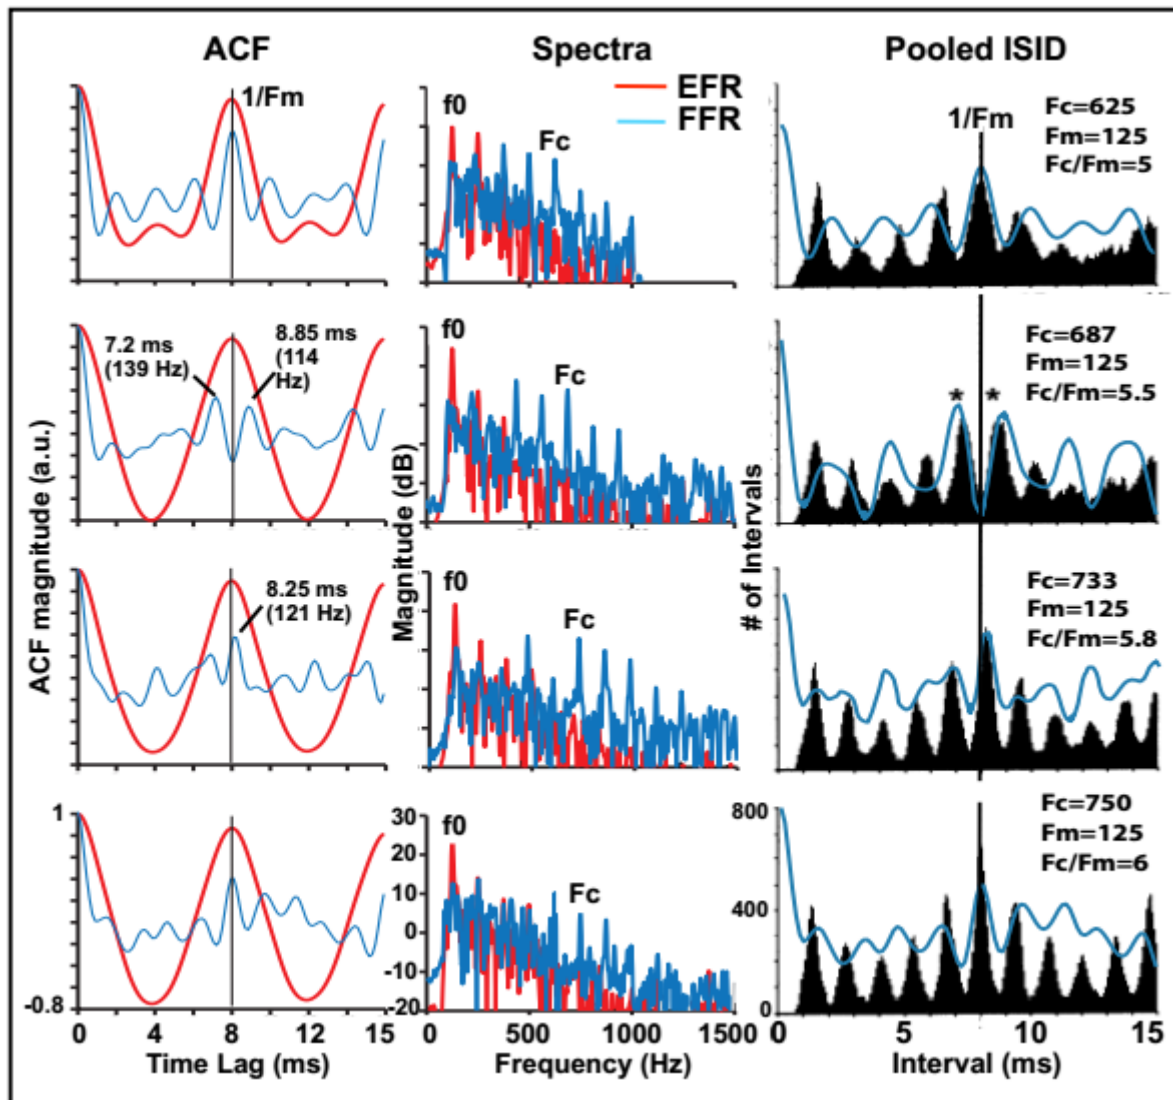 ACF
Spectra
Pooled ISID
EFR
FFR
1/Fm
f0
Fc
1/Fm
Fc=625
Fm=125
Fc/Fm=5
7.2 ms
(139 Hz)
8.85 ms
(114
Hz)
f0
Fc
Fc=687
Fm=125
Fc/Fm=5.5
* *
8.25 ms
(121 Hz)
f0
Fc
Fc=733
Fm=125
Fc/Fm=5.8
f0
Fc
Fc=750
Fm=125
Fc/Fm=6
ACF magnitude (a.u.)
1
-0.8
0 4 8 12 15
Time Lag (ms)
Magnitude (dB)
30
20
10
0
-10
-20
0 500 1000 1500
Frequency (Hz)
# of Intervals
800
400
0
0 5 10 15
Interval (ms)